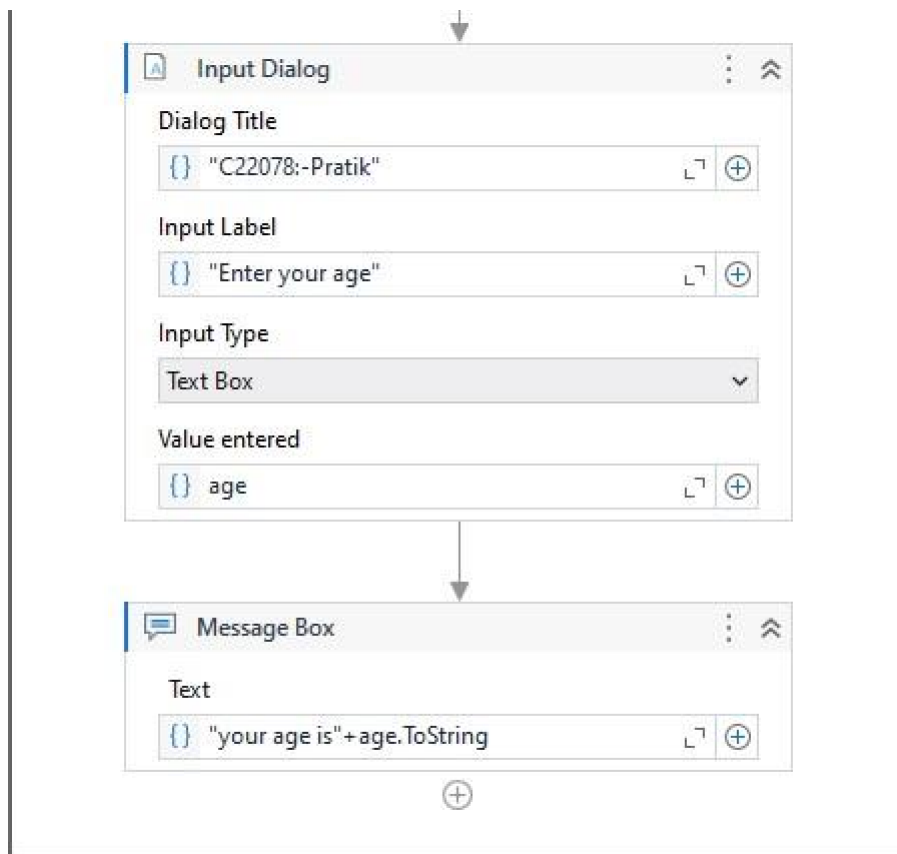 Input Dialog
Dialog Title
{} "C22078:-Pratik"
Input Label
{} "Enter your age"
Input Type
Text Box
Value entered
{} age
Message Box
Text
{} "your age is"+age.ToString